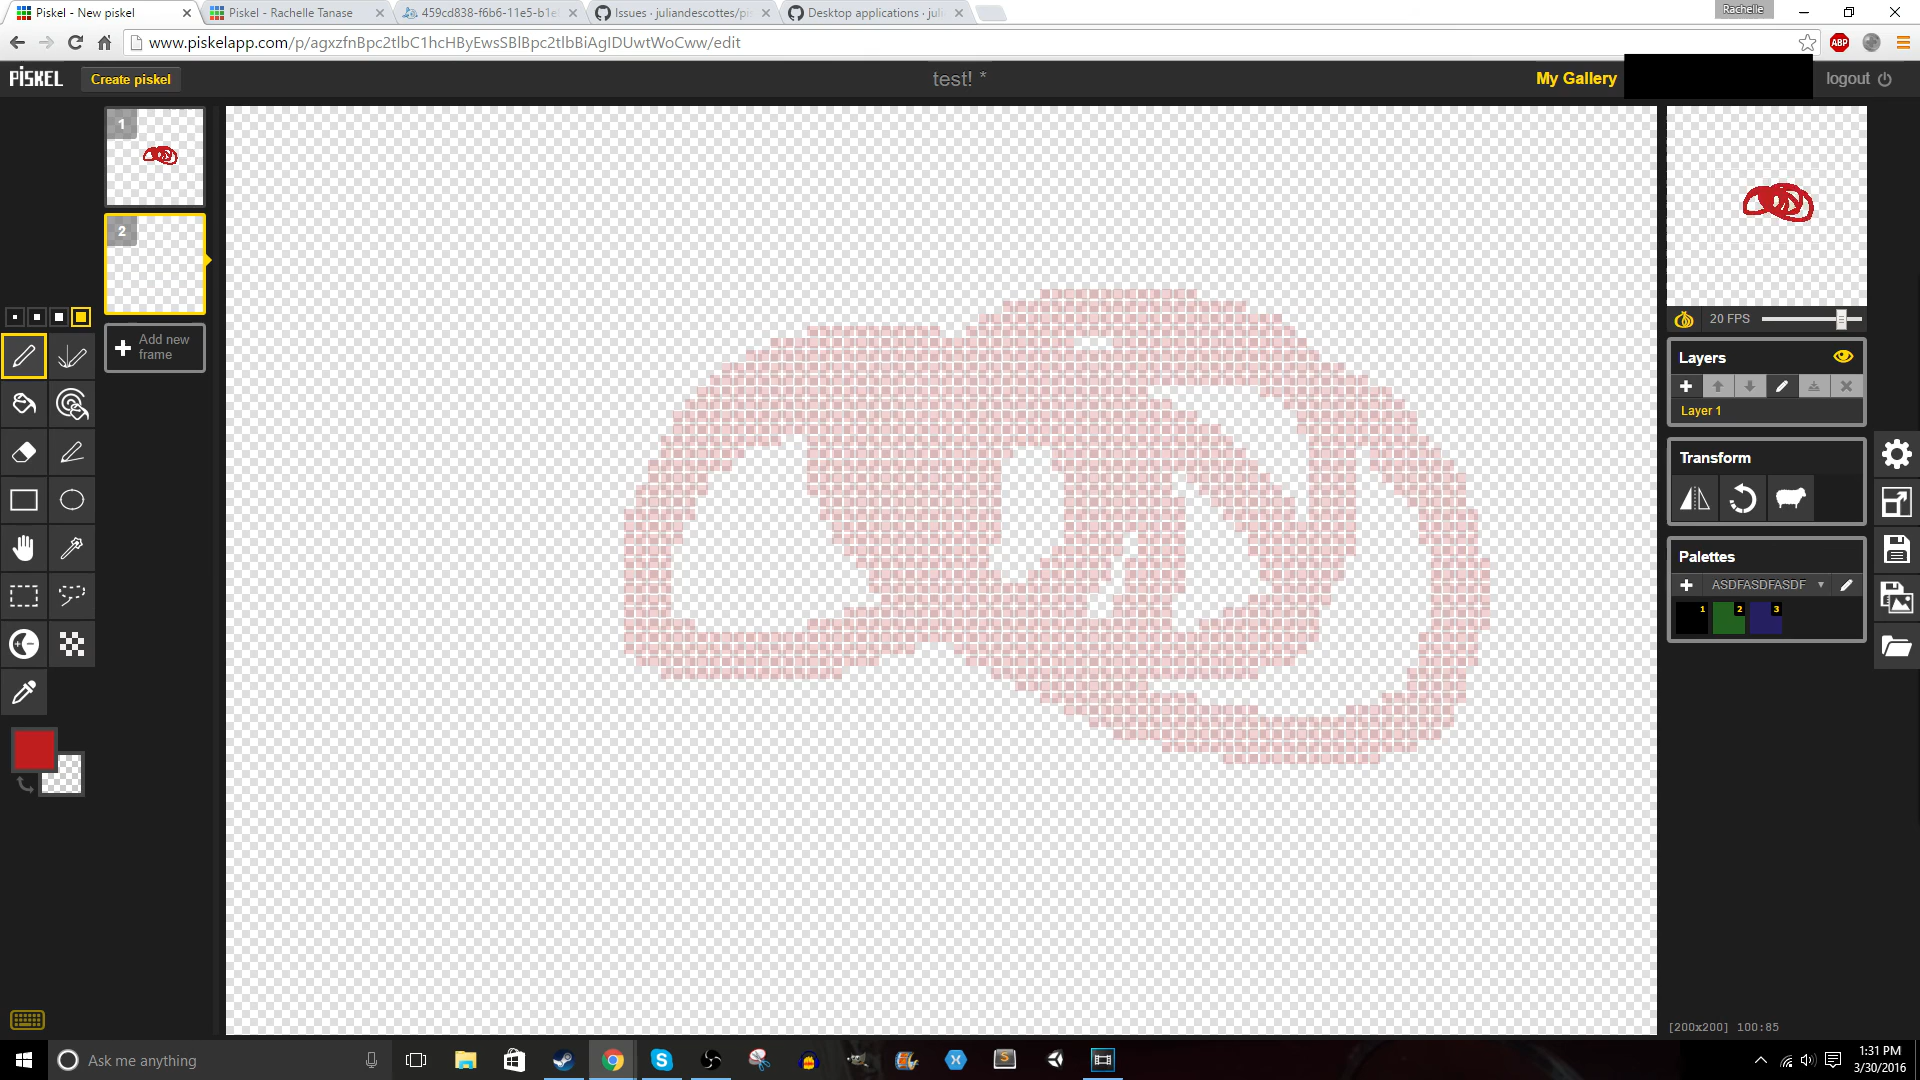 Piskel - New piskel
Piskel - Rachelle Tanase
459cd838-f6b6-11e5-b1e
Issues · juliandescottes/pi
Desktop applications · juli
Rachelle
www.piskelapp.com/p/agxzfnBpc2tlbC1hcHByEwsSBlBpc2tlbBiAgIDUwtWoCww/edit
ABP
PISKEL
Create piskel
test! *
My Gallery
logout
1
2
Add new
frame
20 FPS
Layers
Layer 1
Transform
Palettes
ASDFASDFASDF
1
2
3
[200x200] 100:85
Ask me anything
1:31 PM
3/30/2016